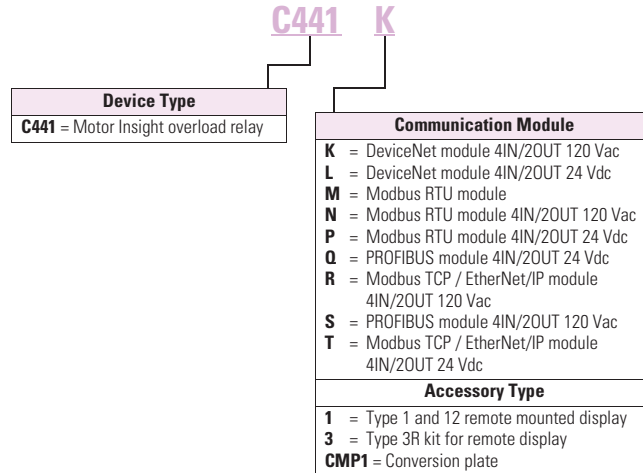 C441 K
Device Type
C441 = Motor Insight overload relay
Communication Module
K = DeviceNet module 4IN/2OUT 120 Vac
L = DeviceNet module 4IN/2OUT 24 Vdc
M = Modbus RTU module
N = Modbus RTU module 4IN/2OUT 120 Vac
P = Modbus RTU module 4IN/2OUT 24 Vdc
Q = PROFIBUS module 4IN/2OUT 24 Vdc
R = Modbus TCP / EtherNet/IP module
4IN/2OUT 120 Vac
S = PROFIBUS module 4IN/2OUT 120 Vac
T = Modbus TCP / EtherNet/IP module
4IN/2OUT 24 Vdc
Accessory Type
1 = Type 1 and 12 remote mounted display
3 = Type 3R kit for remote display
CMP1 = Conversion plate